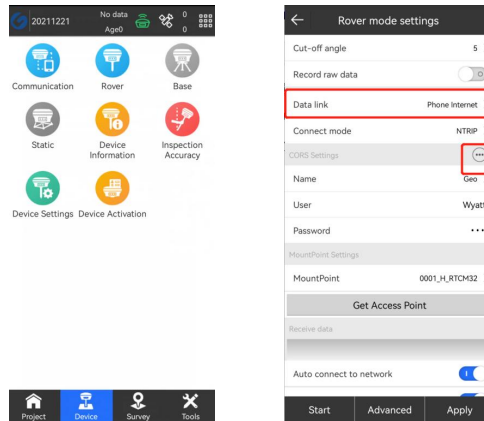 20211221
No data
Age0
0
0
Communication
Rover
Base
Static
Device
Information
Inspection
Accuracy
Device Settings
Device Activation
Project
Device
Survey
Tools
Rover mode settings
Cut-off angle 5
Record raw data
Data link Phone Internet
Connect mode NTRIP
CORS Settings
Name Geo
User Wyatt
Password ...
MountPoint Settings
MountPoint 0001_H_RTCM32
Get Access Point
Receive data
Auto connect to network
Start
Advanced
Apply